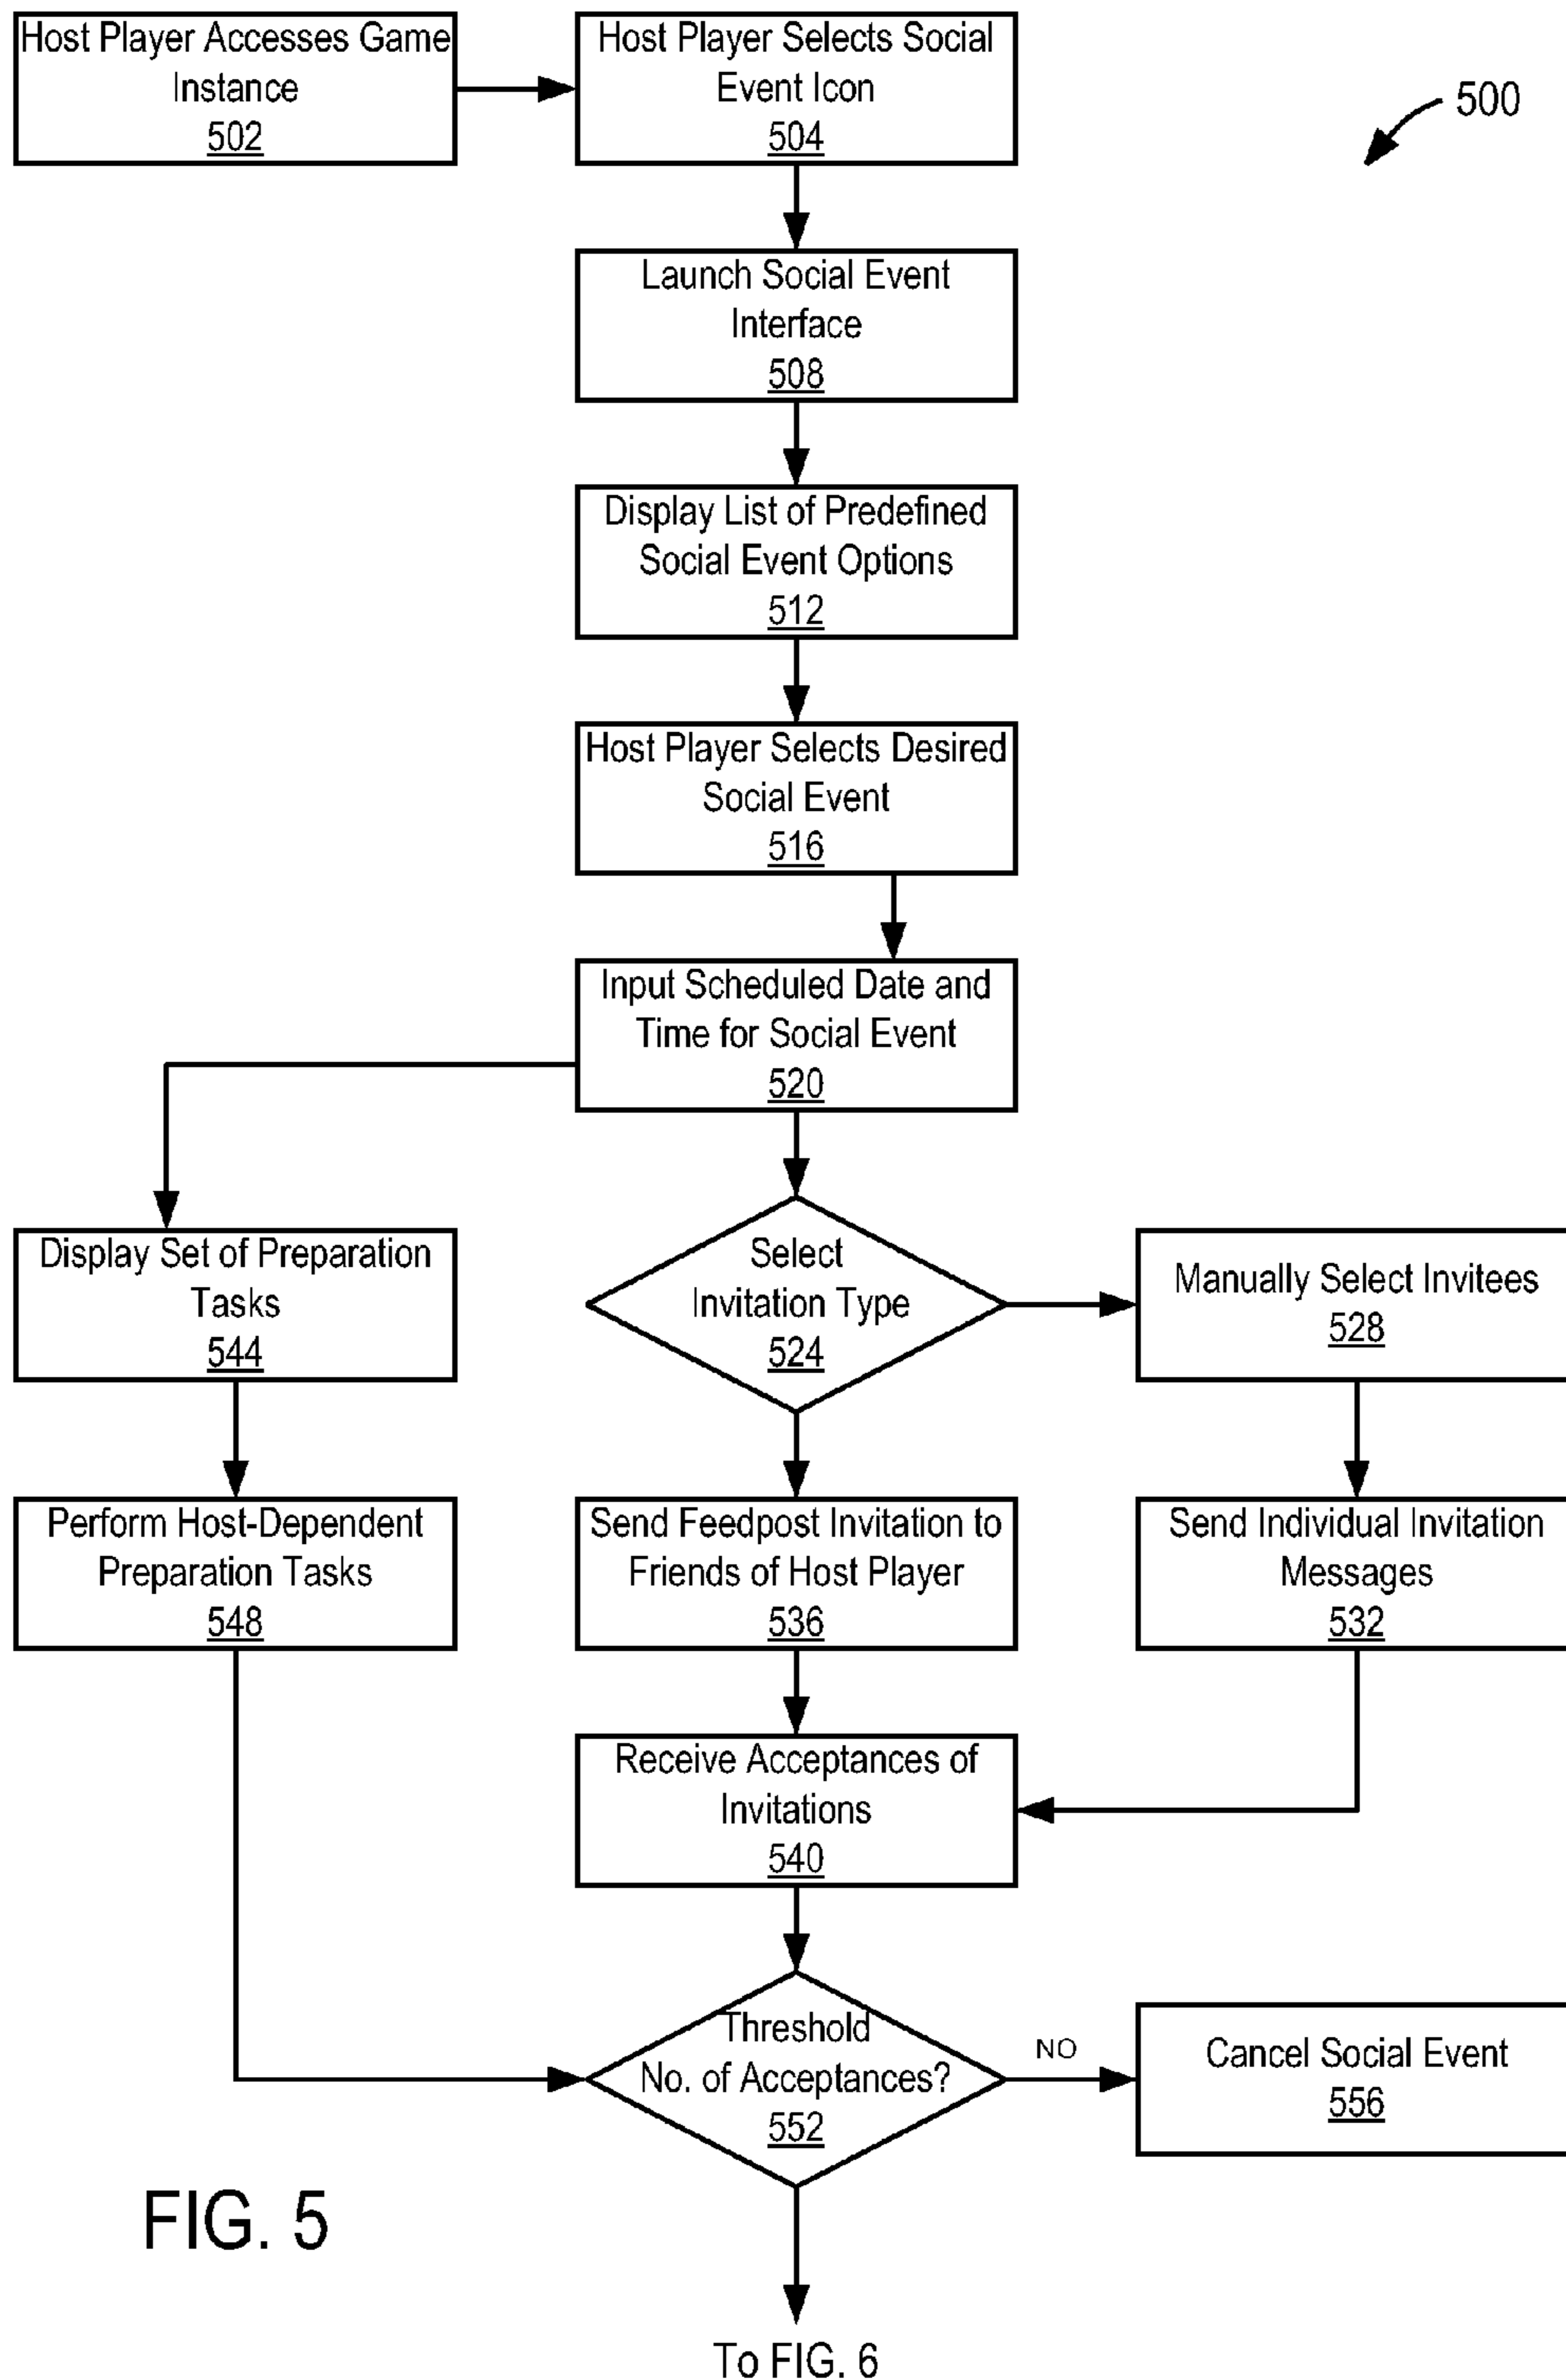 Host Player Accesses Game
Instance
502
Host Player Selects Social
Event Icon
504
500
Launch Social Event
Interface
508
Display List of Predefined
Social Event Options
512
Host Player Selects Desired
Social Event
516
Input Scheduled Date and
Time for Social Event
520
Display Set of Preparation
Tasks
544
Select
Invitation Type
524
Manually Select Invitees
528
Perform Host-Dependent
Preparation Tasks
548
Send Feedpost Invitation to
Friends of Host Player
536
Send Individual Invitation
Messages
532
Receive Acceptances of
Invitations
540
Threshold
No. of Acceptances?
552
NO
Cancel Social Event
556
FIG. 5
To FIG. 6